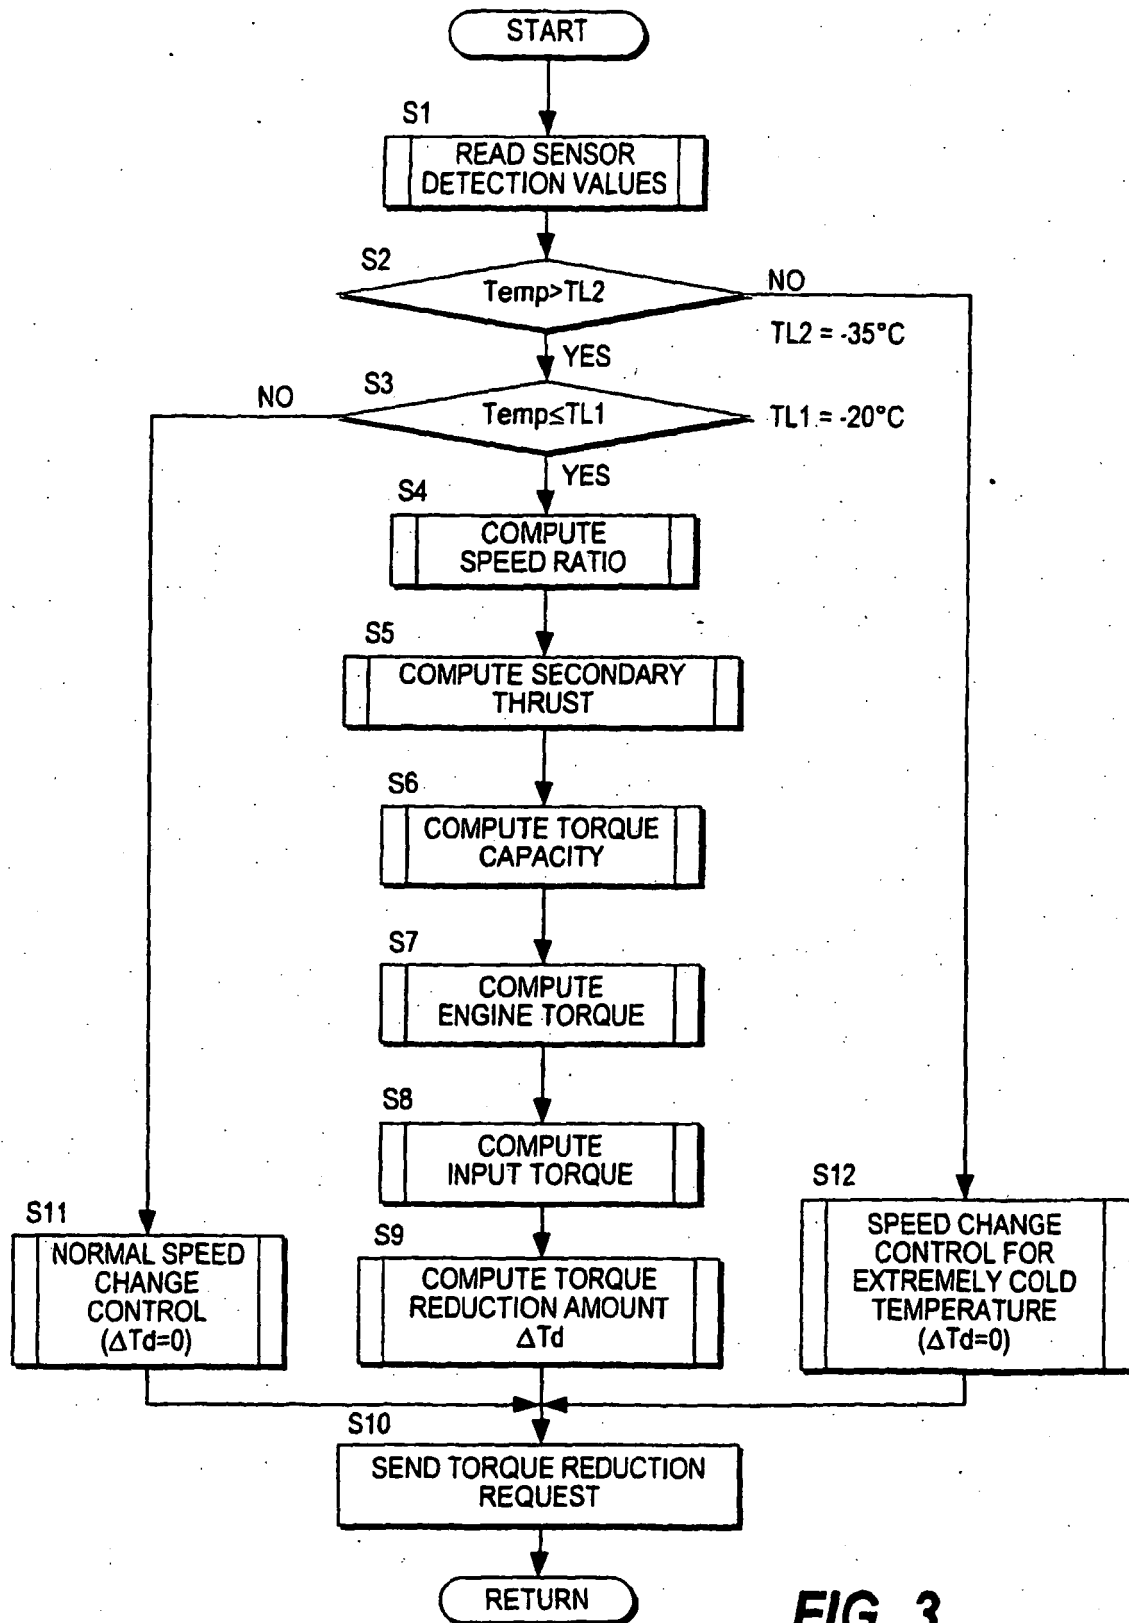 START
S1
READ SENSOR
DETECTION VALUES
S2
Temp>TL2
NO
TL2 = -35°C
YES
S3
NO
Temp≤TL1
TL1 = -20°C
YES
S4
COMPUTE
SPEED RATIO
S5
COMPUTE SECONDARY
THRUST
S6
COMPUTE TORQUE
CAPACITY
S7
COMPUTE
ENGINE TORQUE
S8
COMPUTE
INPUT TORQUE
S11
NORMAL SPEED
CHANGE
CONTROL
(ΔTd=0)
S9
COMPUTE TORQUE
REDUCTION AMOUNT
ΔTd
S12
SPEED CHANGE
CONTROL FOR
EXTREMELY COLD
TEMPERATURE
(ΔTd=0)
S10
SEND TORQUE REDUCTION
REQUEST
RETURN
FIG. 3